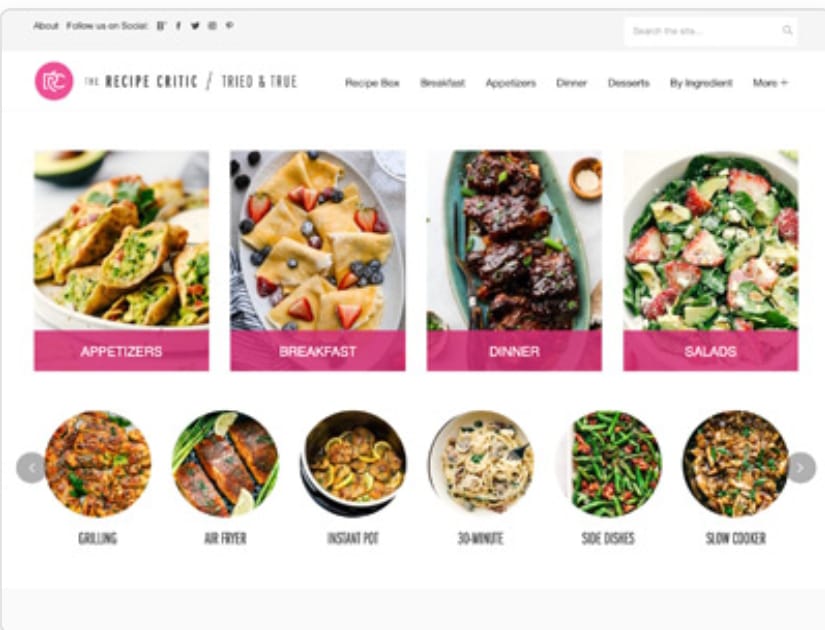 About Follow us on Social:
Search the site...
RC
THE RECIPE CRITIC / TRIED & TRUE
Recipe Box Breakfast Appetizers Dinner Desserts By Ingredient More +
APPETIZERS BREAKFAST DINNER SALADS
GRILLING AIR FRYER INSTANT POT 30-MINUTE SIDE DISHES SLOW COOKER